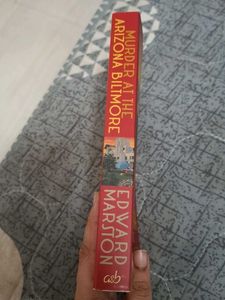 MURDER AT THE
ARIZONA BILTMORE
EDWARD
MARSTON
a&b